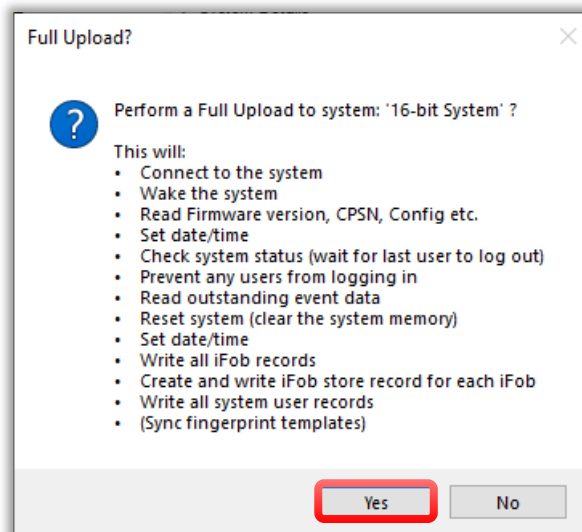 Full Upload?
Perform a Full Upload to system: '16-bit System' ?
This will:
• Connect to the system
• Wake the system
• Read Firmware version, CPSN, Config etc.
• Set date/time
• Check system status (wait for last user to log out)
• Prevent any users from logging in
• Read outstanding event data
• Reset system (clear the system memory)
• Set date/time
• Write all iFob records
• Create and write iFob store record for each iFob
• Write all system user records
• (Sync fingerprint templates)
Yes No